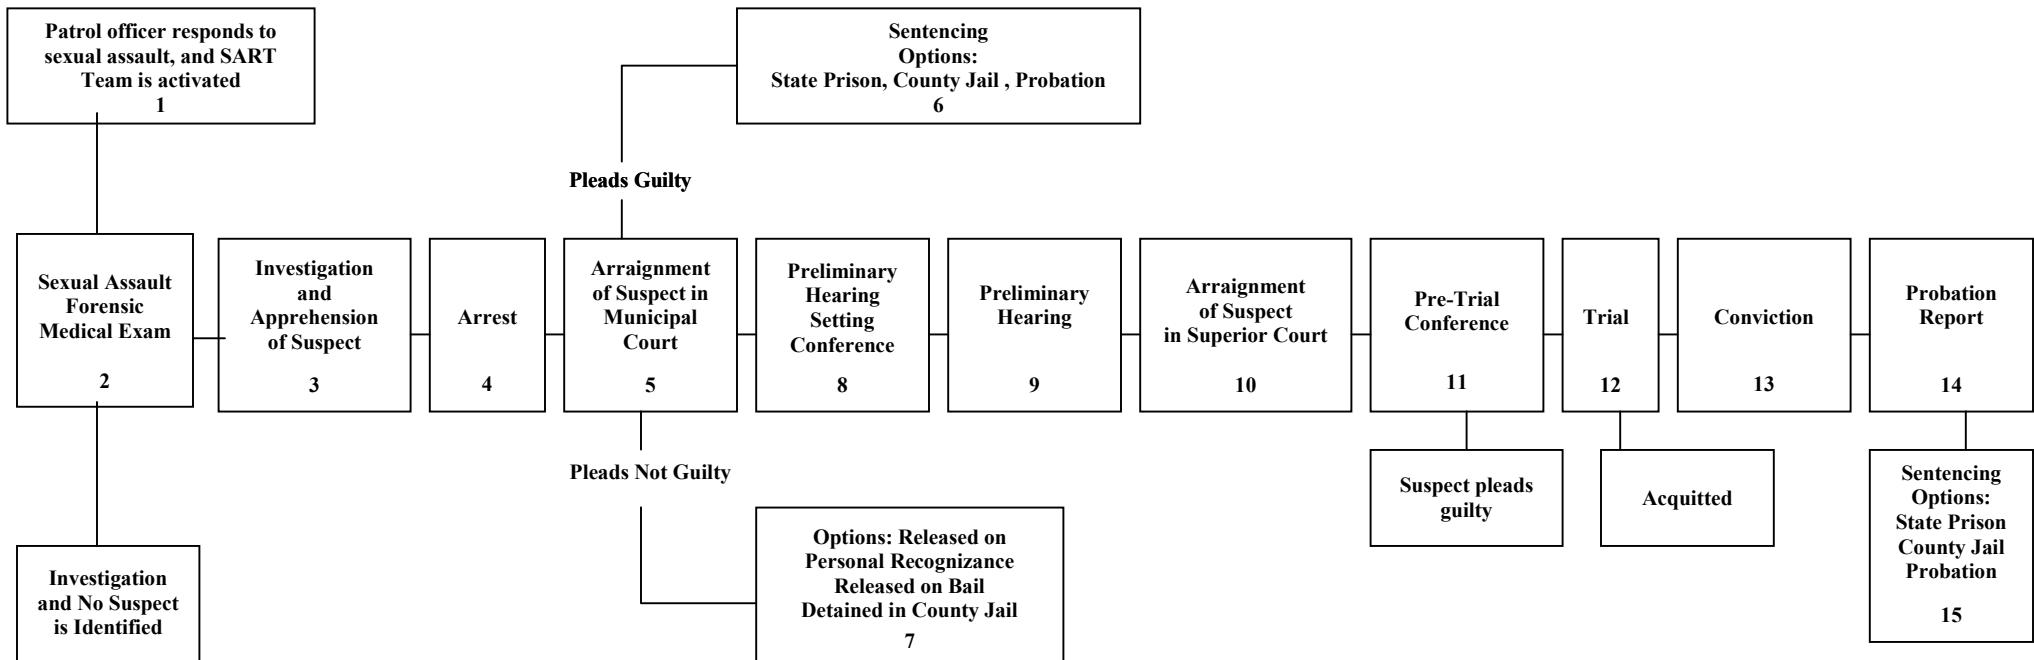 Patrol officer responds to
sexual assault, and SART
Team is activated
1
Sentencing
Options:
State Prison, County Jail , Probation
6
Pleads Guilty
Sexual Assault
Forensic
Medical Exam
2
Investigation
and
Apprehension
of Suspect
3
Arrest
4
Arraignment
of Suspect in
Municipal
Court
5
Preliminary
Hearing
Setting
Conference
8
Preliminary
Hearing
9
Arraignment
of Suspect
in Superior Court
10
Pre-Trial
Conference
11
Trial
12
Conviction
13
Probation
Report
14
Pleads Not Guilty
Suspect pleads
guilty
Acquitted
Sentencing
Options:
State Prison
County Jail
Probation
15
Investigation
and No Suspect
is Identified
Options: Released on
Personal Recognizance
Released on Bail
Detained in County Jail
7